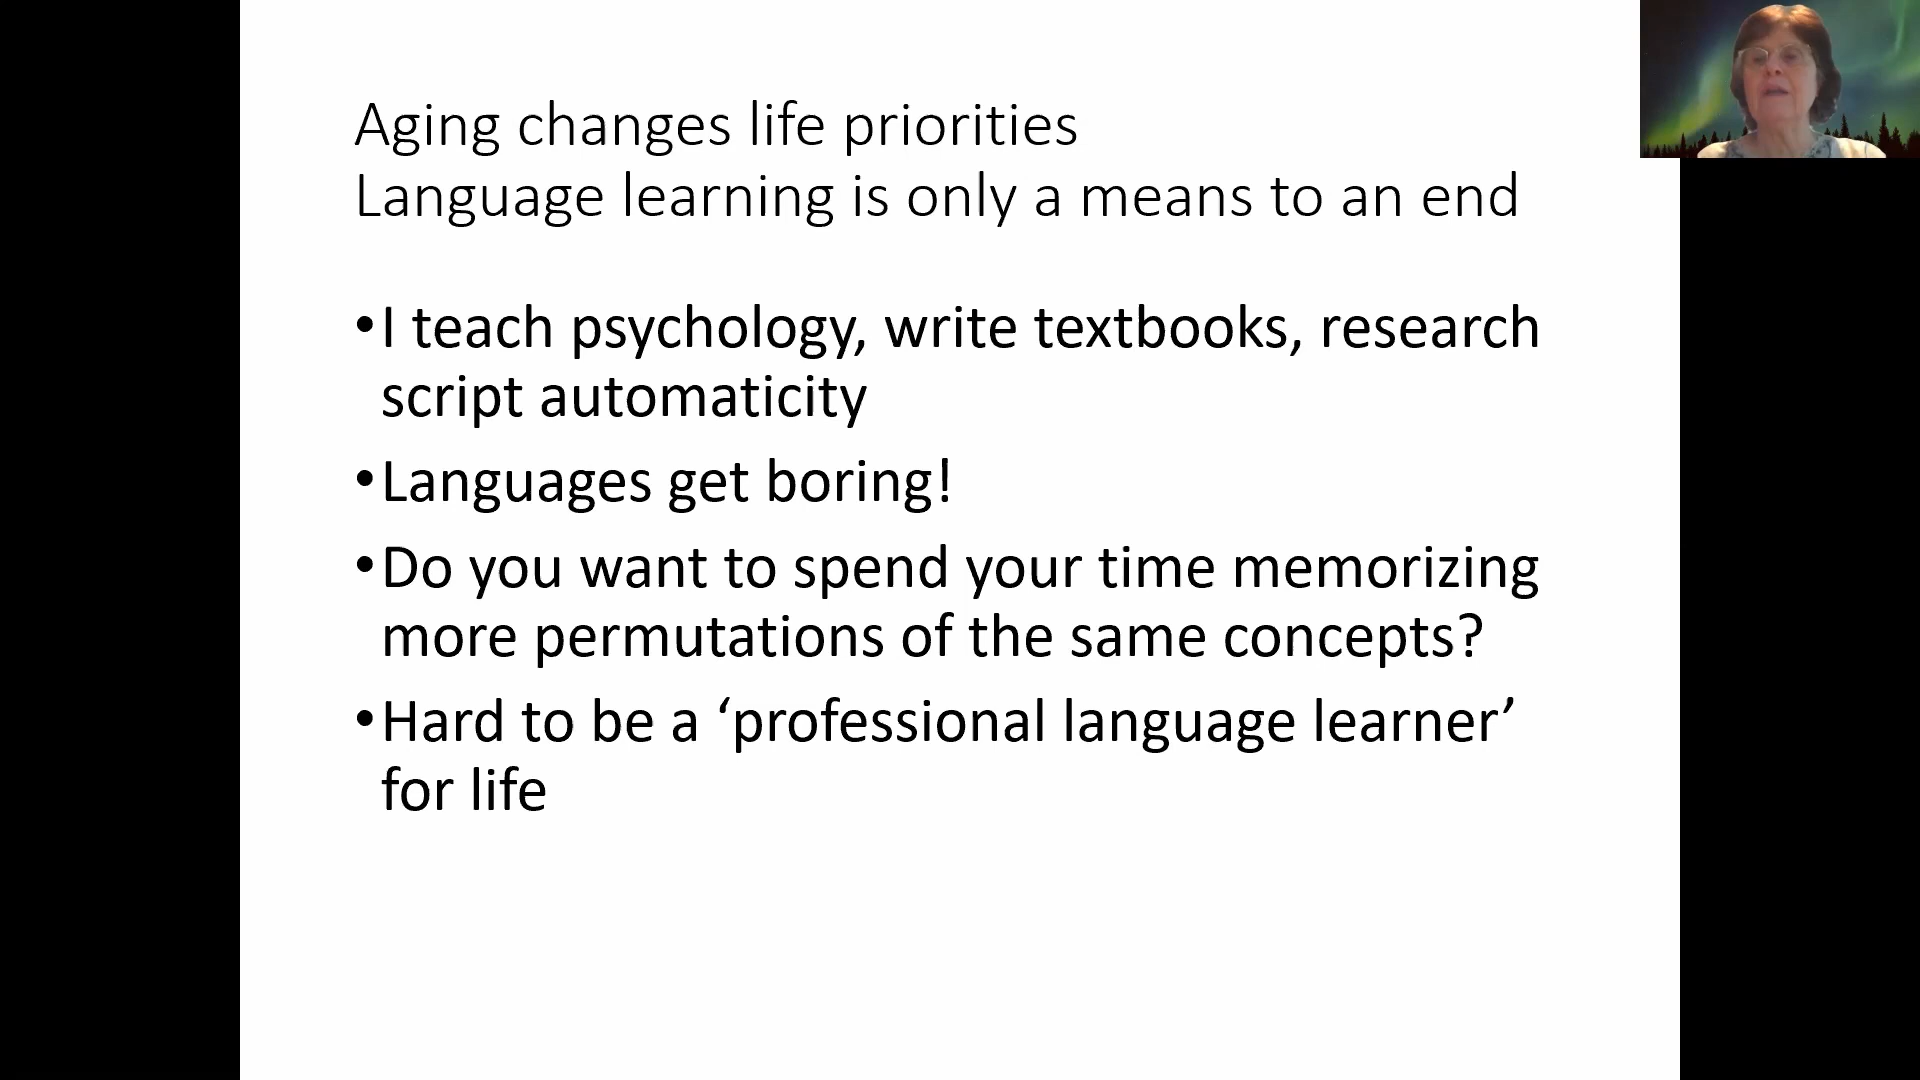 Aging changes life priorities
Language learning is only a means to an end
•I teach psychology, write textbooks, research
script automaticity
•Languages get boring!
•Do you want to spend your time memorizing
more permutations of the same concepts?
•Hard to be a ‘professional language learner’
for life